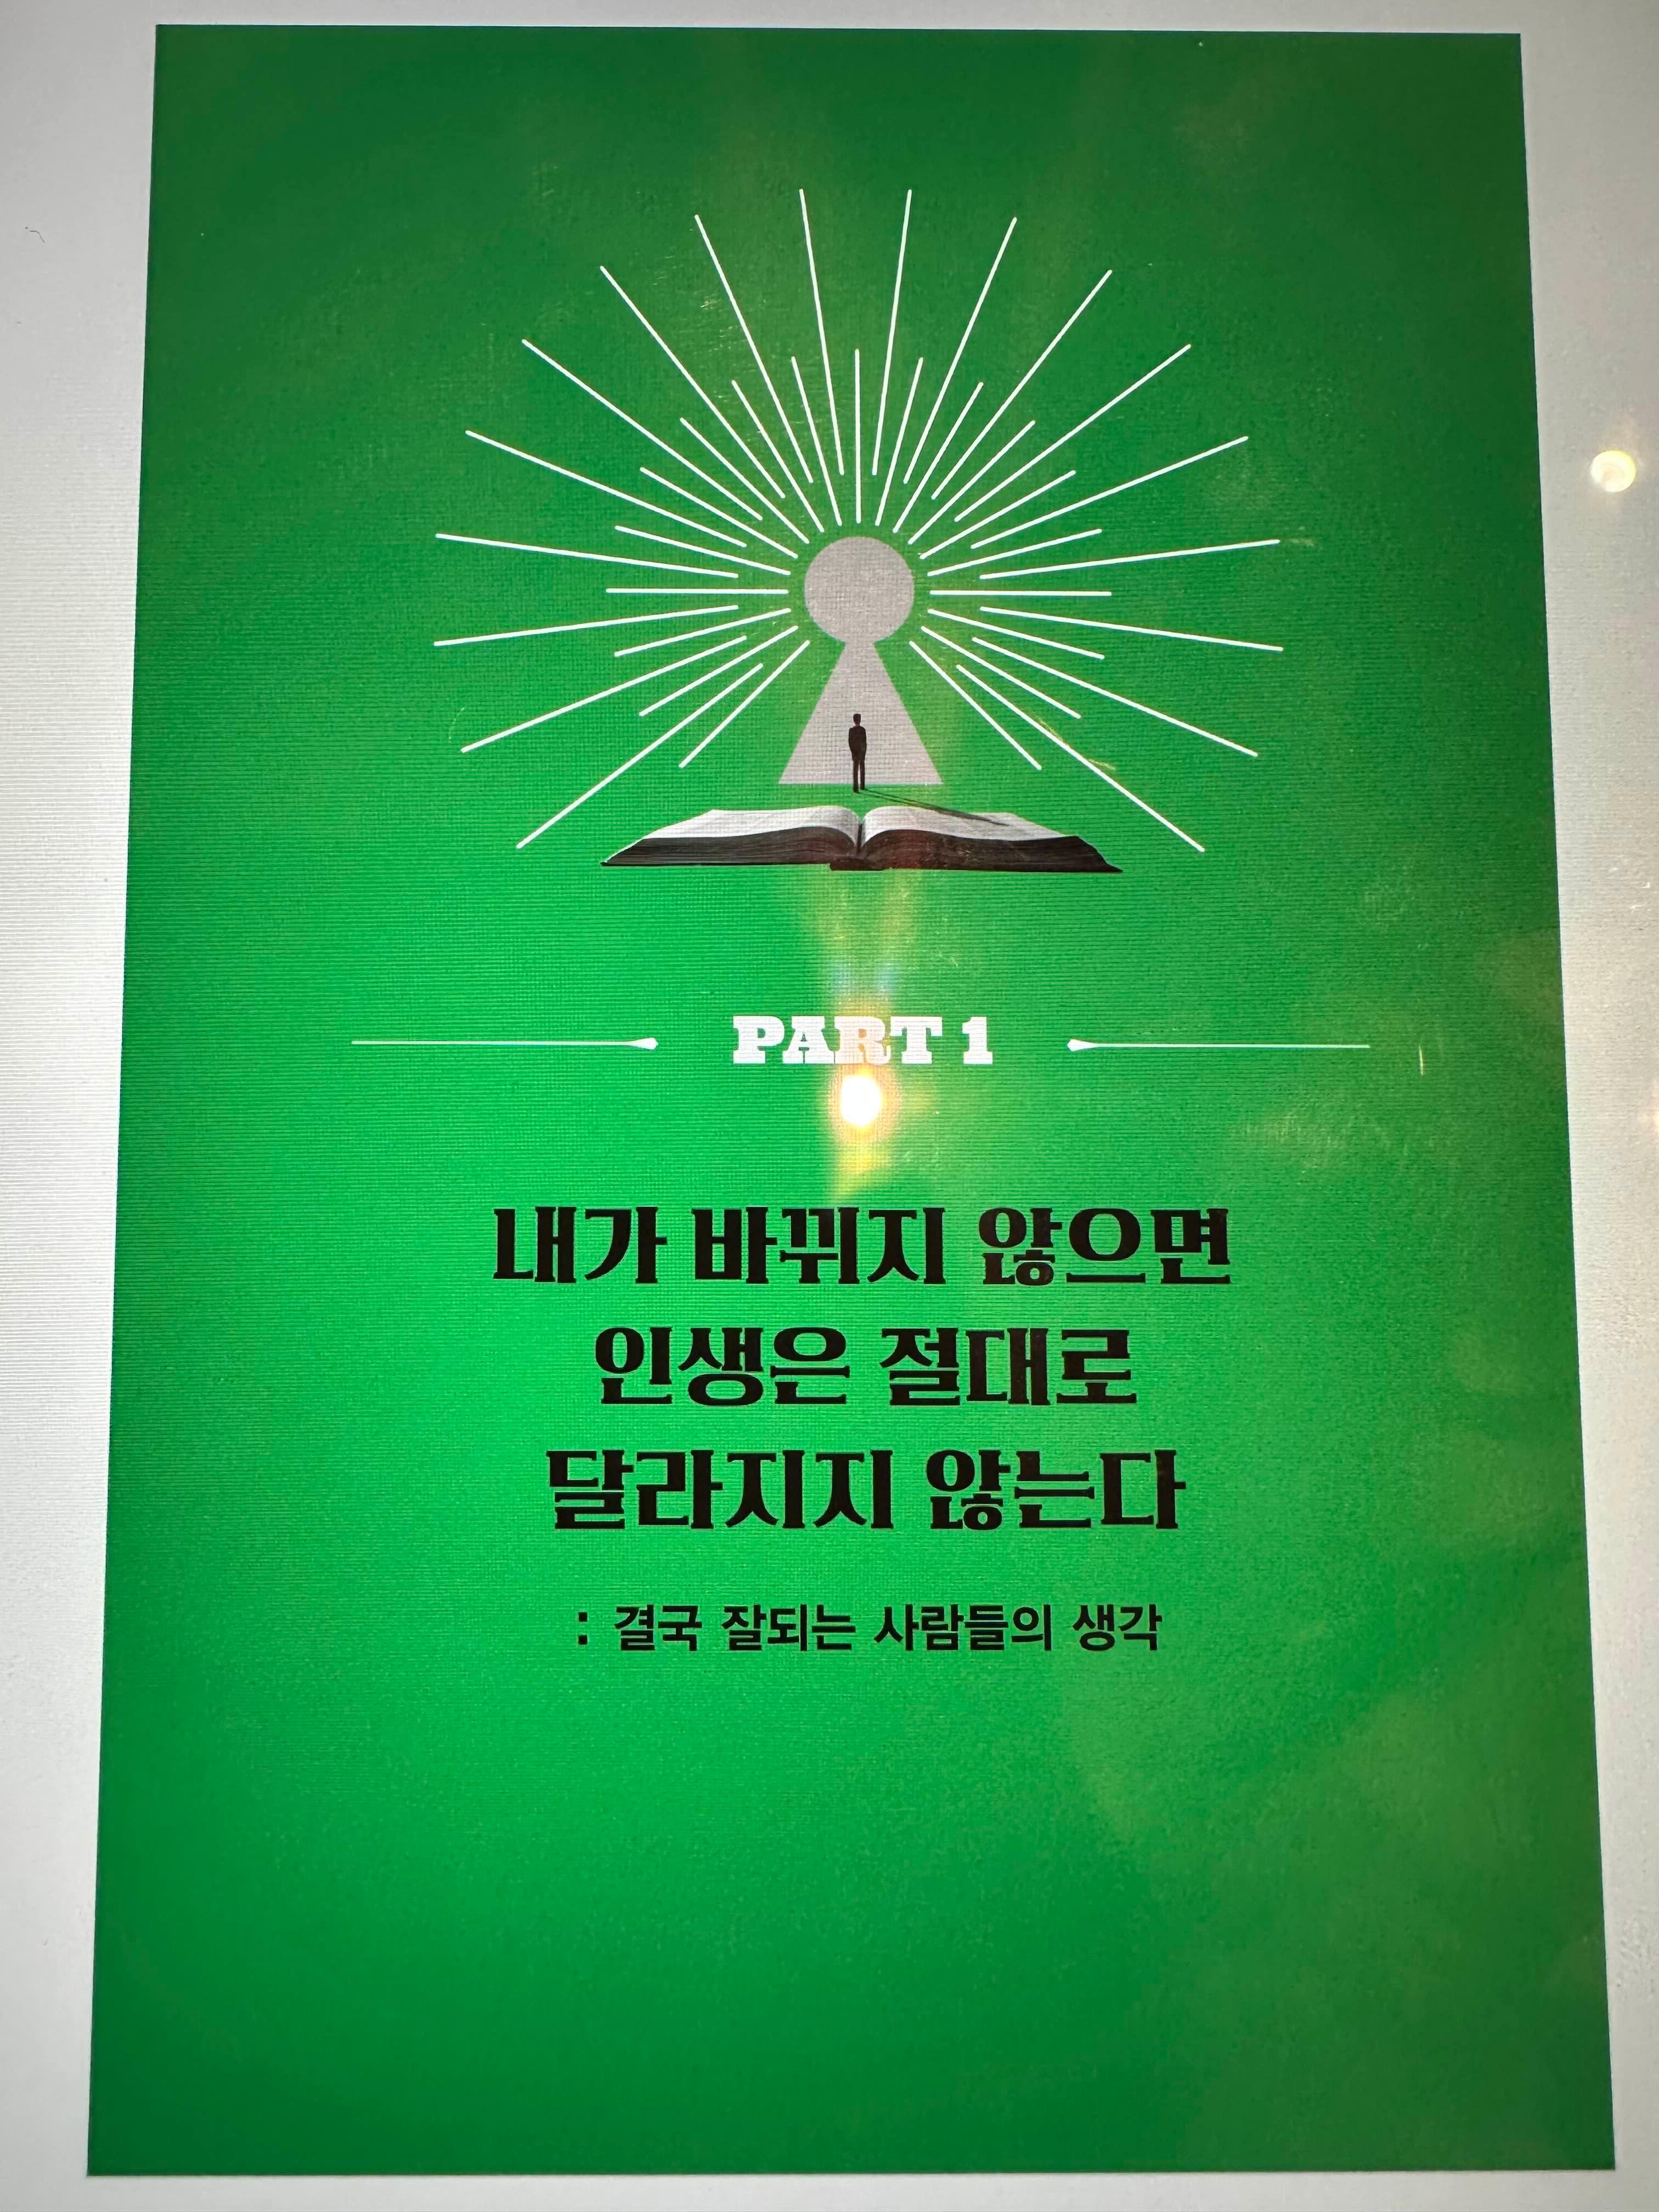 PART 1
내가 바뀌지 않으면
인생은 절대로
달라지지 않는다
: 결국 잘되는 사람들의 생각